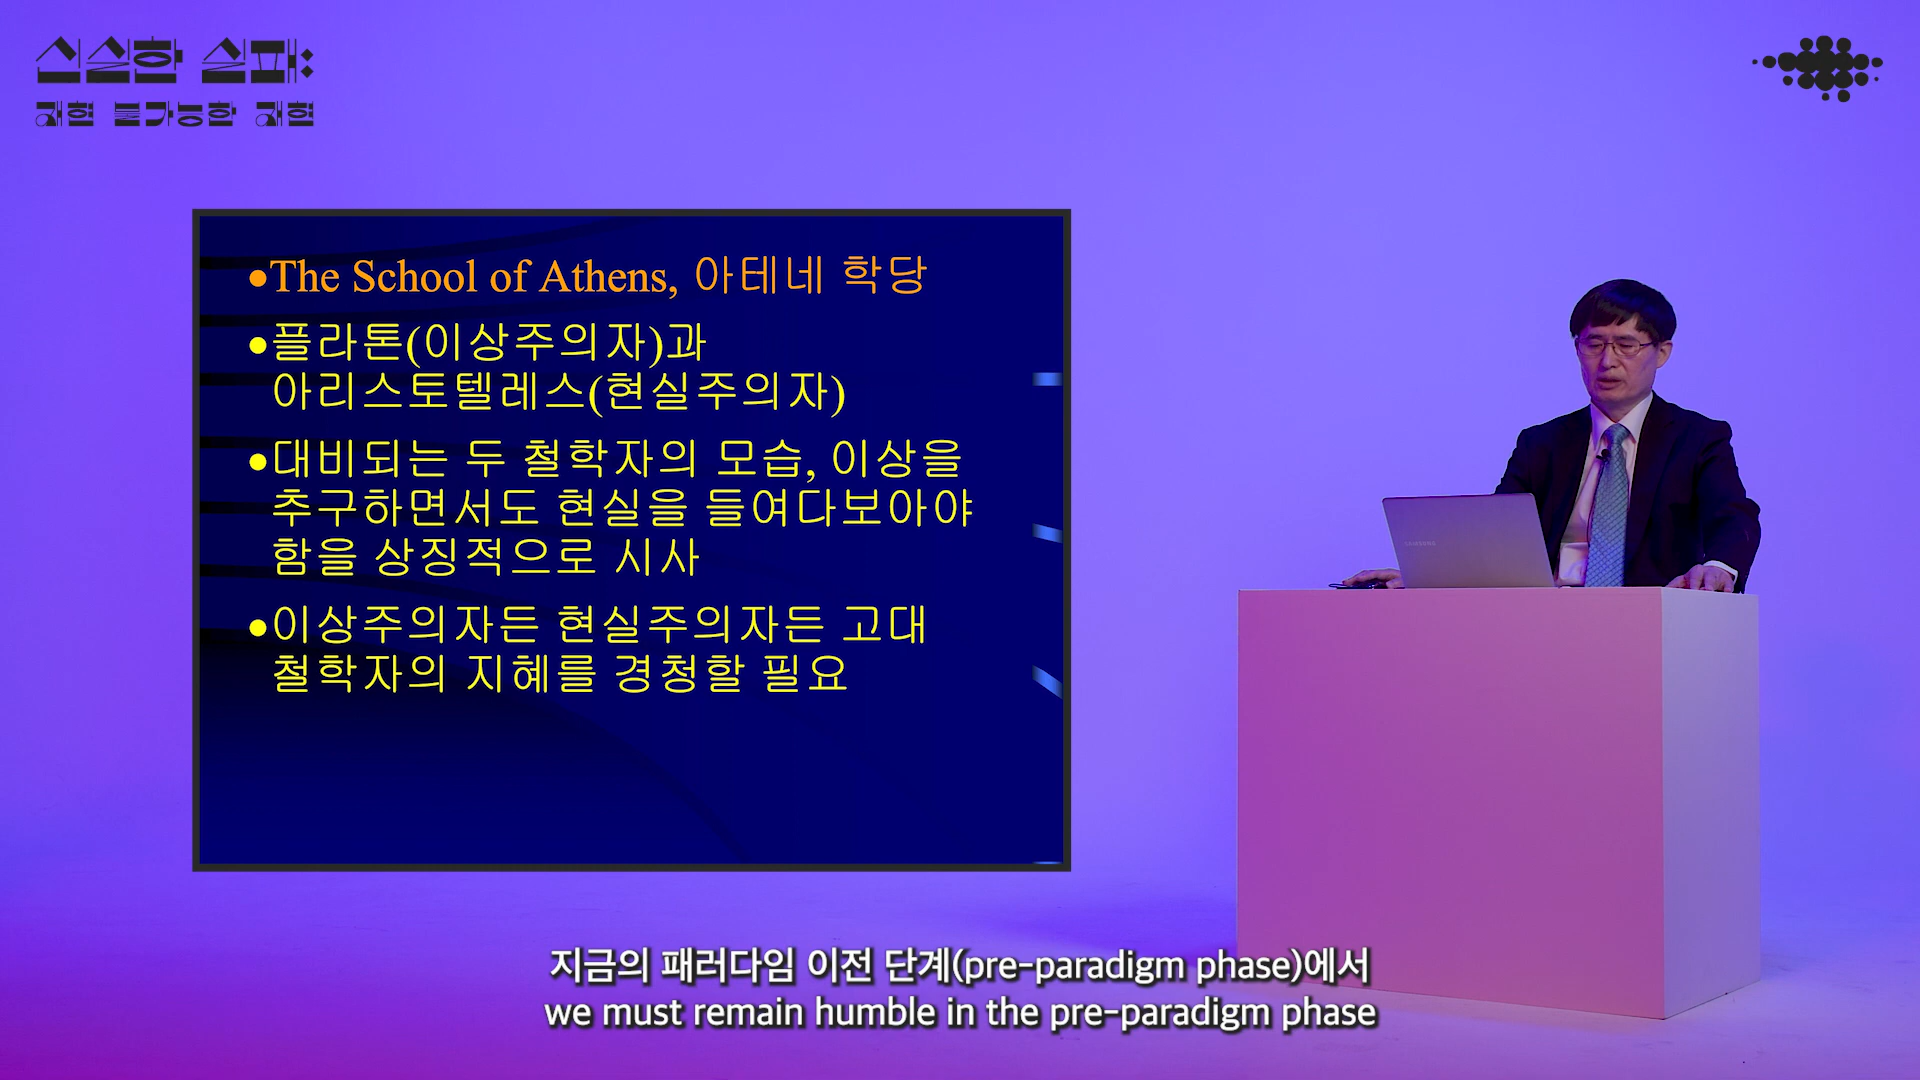 신실한 실패:
재현 불가능한 재현
●The School of Athens, 아테네 학당
●플라톤(이상주의자)과
아리스토텔레스(현실주의자)
●대비되는 두 철학자의 모습, 이상을
추구하면서도 현실을 들여다보아야
함을 상징적으로 시사
●이상주의자든 현실주의자든 고대
철학자의 지혜를 경청할 필요
SAMSUNG
지금의 패러다임 이전 단계(pre-paradigm phase)에서
we must remain humble in the pre-paradigm phase